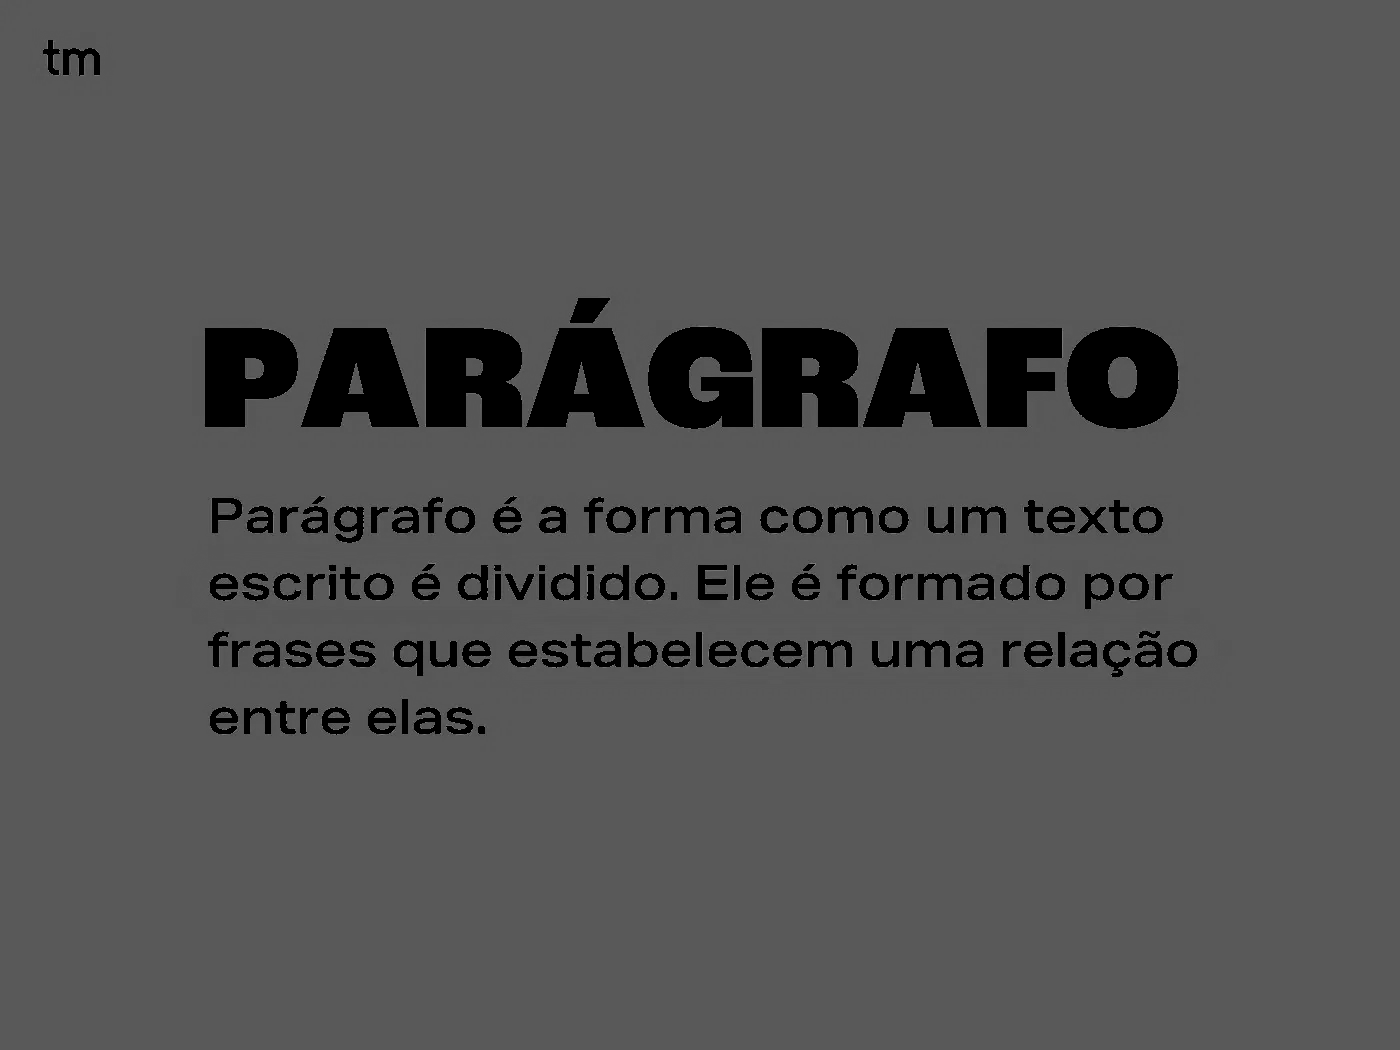 tm
PARÁGRAFO
Parágrafo é a forma como um texto
escrito é dividido. Ele é formado por
frases que estabelecem uma relação
entre elas.